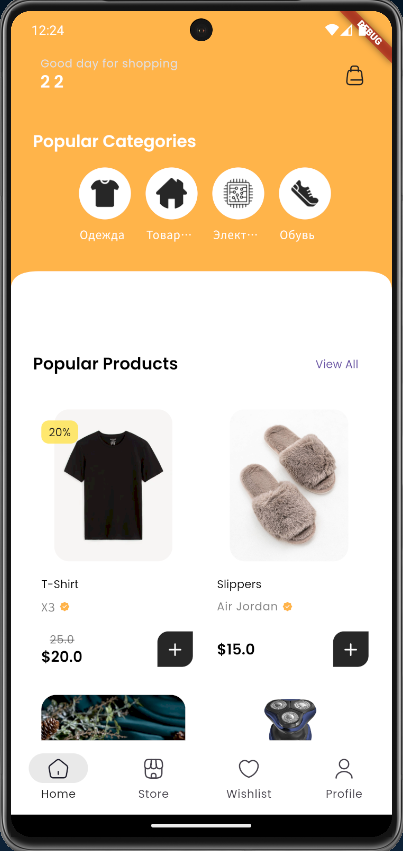 12:24
DEBUG
Good day for shopping
2 2
Popular Categories
Одежда Товар··· Элект··· Обувь
Popular Products View All
20%
T-Shirt Slippers
X3 Air Jordan
25.0
$20.0 $15.0
Home Store Wishlist Profile